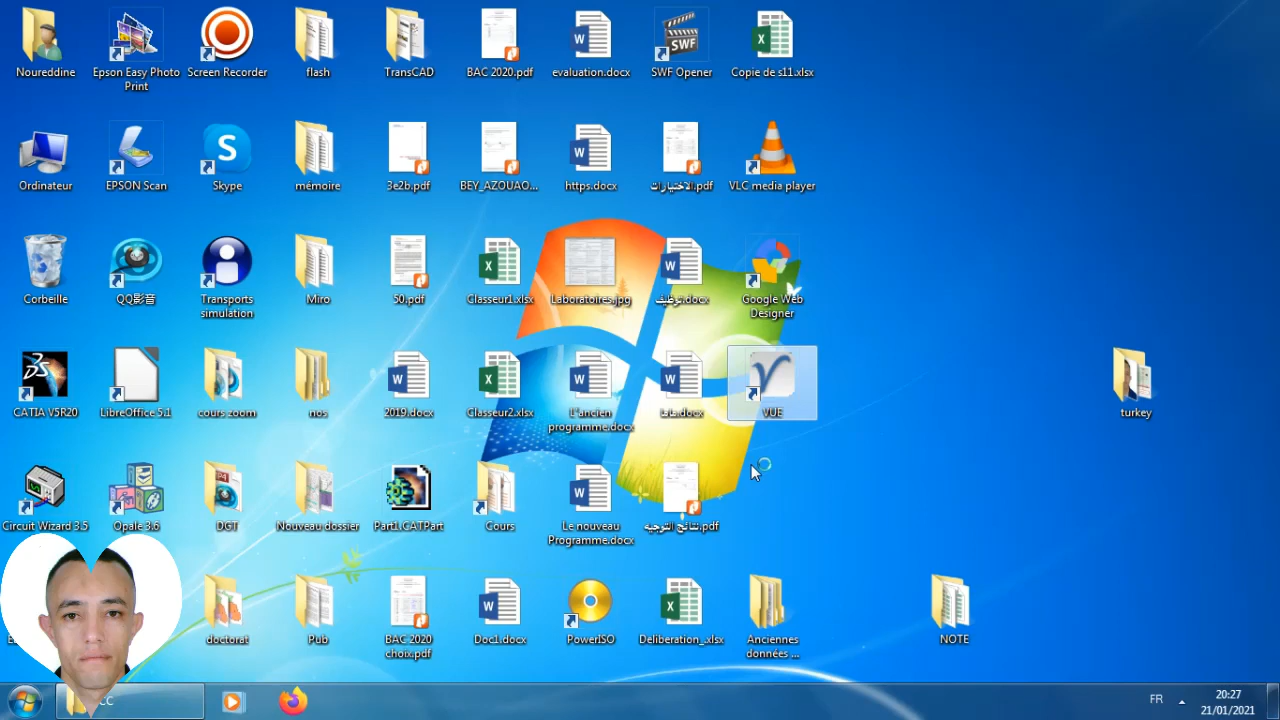 Noureddine
Epson Easy Photo
Print
Screen Recorder
flash
TransCAD
BAC 2020.pdf
evaluation.docx
SWF
SWF Opener
Copie de s11.xlsx
Ordinateur
EPSON Scan
Skype
mémoire
3e2b.pdf
BEY_AZOUAO...
https.docx
الاختيارات.pdf
VLC media player
Corbeille
QQ影音
Transports
simulation
Miro
50.pdf
Classeur1.xlsx
Laboratoires.jpg
توظيف.docx
Google Web
Designer
CATIA V5R20
LibreOffice 5.1
cours zoom
nos
2019.docx
Classeur2.xlsx
L'ancien
programme.docx
VUE
turkey
Circuit Wizard 3.5
Opale 3.6
DGT
Nouveau dossier
Part1.CATPart
Cours
Le nouveau
Programme.docx
نتائج التوجيه.pdf
doctorat
Pub
BAC 2020
choix.pdf
Doc1.docx
PowerISO
Deliberation_.xlsx
Anciennes
données ...
NOTE
CC
FR
20:27
21/01/2021